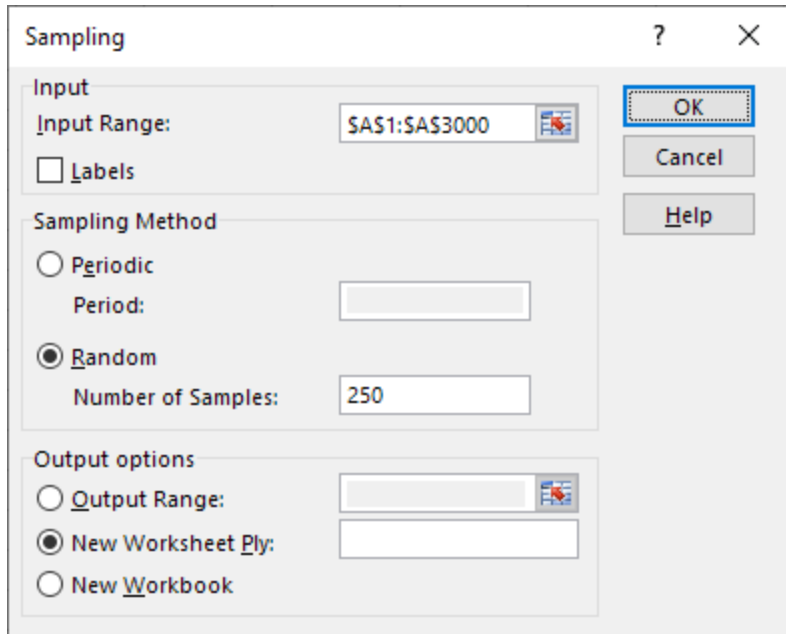 Sampling ? ✕
Input
Input Range: $A$1:$A$3000
Labels
OK
Cancel
Help
Sampling Method
Periodic
Period:
Random
Number of Samples: 250
Output options
Output Range:
New Worksheet Ply:
New Workbook